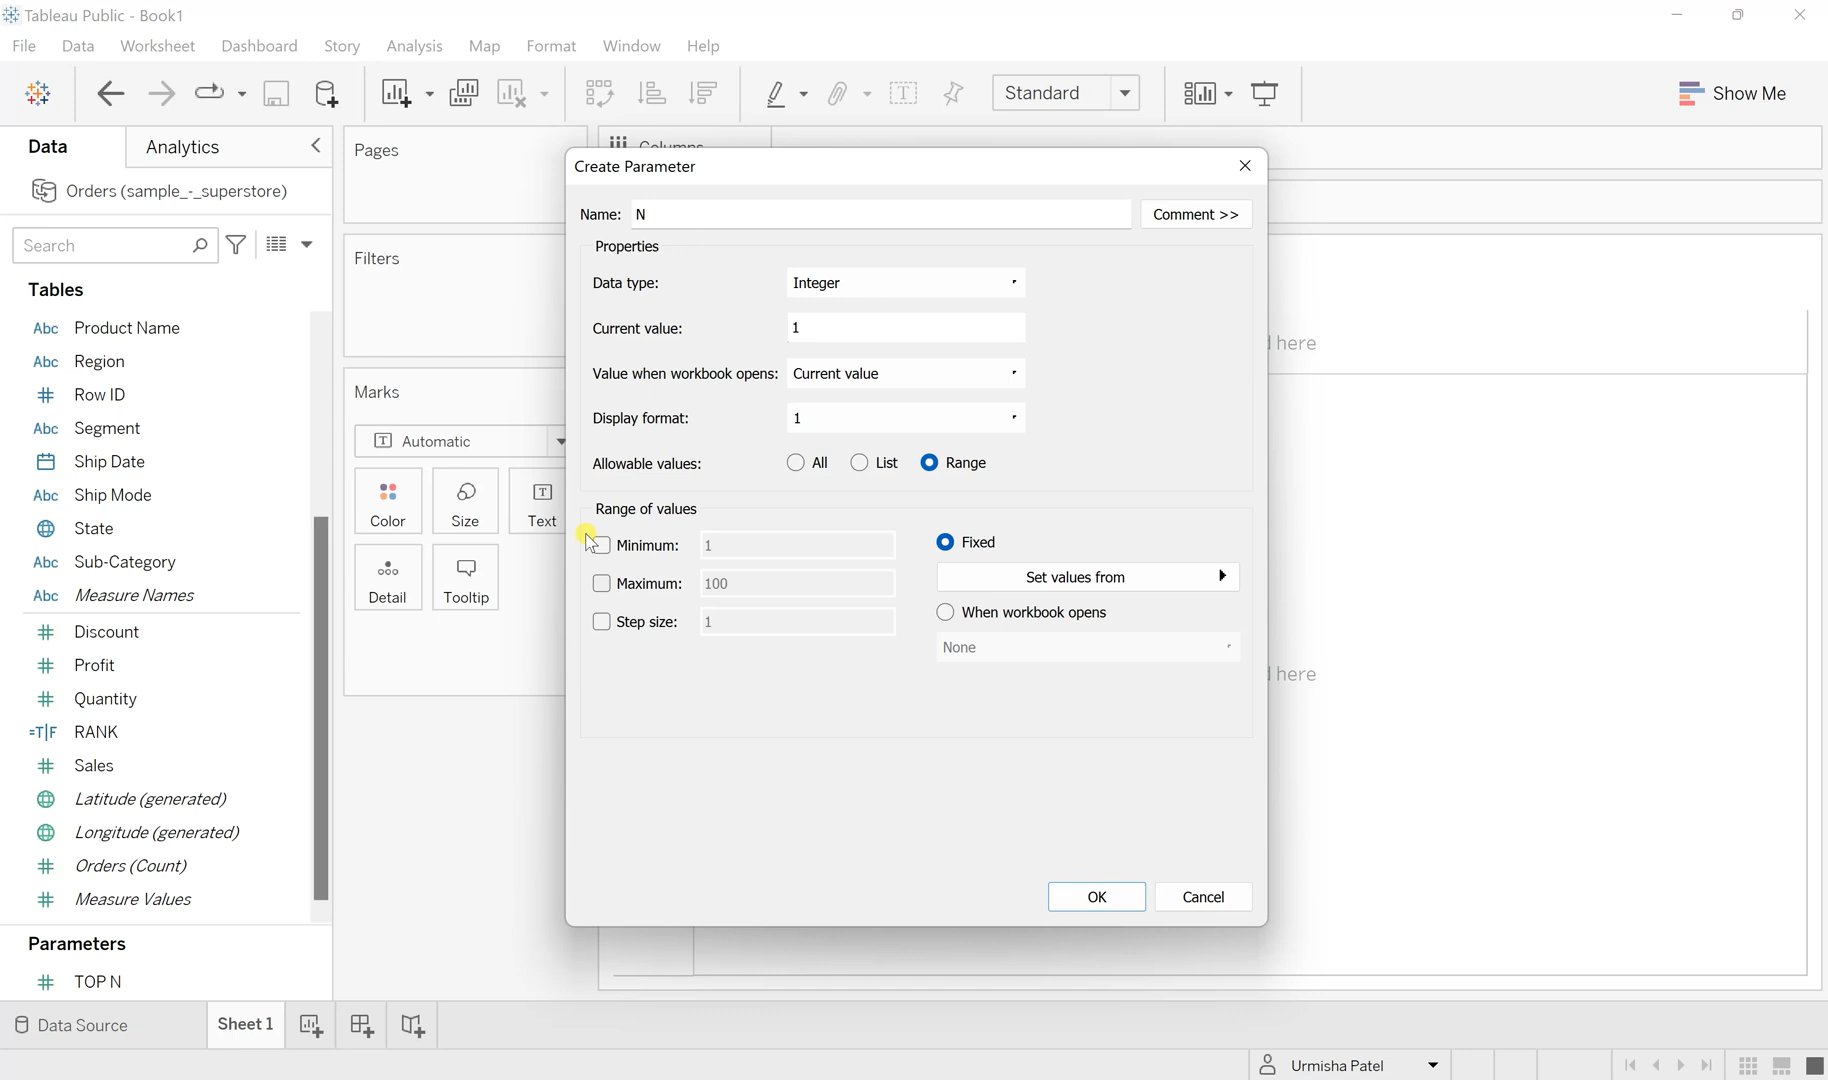 Tableau Public - Book1
File Data Worksheet Dashboard Story Analysis Map Format Window Help
Standard
Show Me
Data Analytics
Orders (sample_-_superstore)
Search
Tables
Abc Product Name
Abc Region
# Row ID
Abc Segment
Ship Date
Abc Ship Mode
State
Abc Sub-Category
Abc Measure Names
# Discount
# Profit
# Quantity
=T|F RANK
# Sales
Latitude (generated)
Longitude (generated)
# Orders (Count)
# Measure Values
Parameters
# TOP N
Pages
Filters
Marks
T Automatic
Color Size Text
Detail Tooltip
Columns
Create Parameter
Name: N Comment >>
Properties
Data type: Integer
Current value: 1
Value when workbook opens: Current value
Display format: 1
Allowable values: All List Range
Range of values
Minimum: 1
Maximum: 100
Step size: 1
Fixed
Set values from
When workbook opens
None
OK Cancel
here
here
Data Source Sheet 1
Urmisha Patel